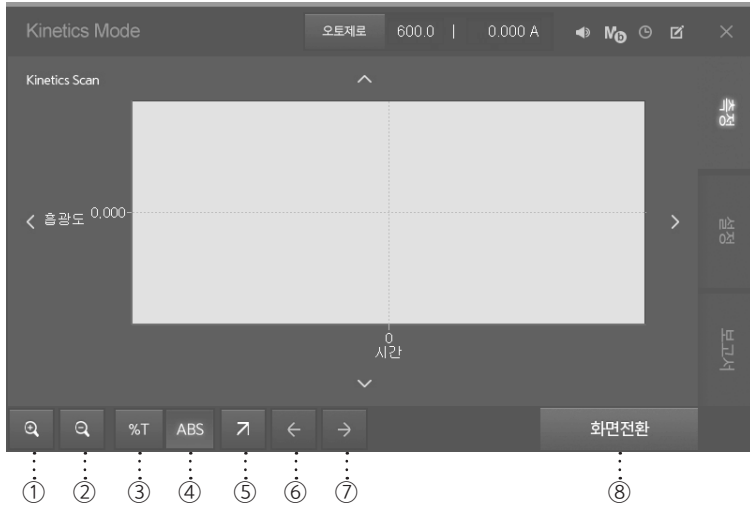 Kinetics Mode 오토제로 600.0 | 0.000 A
Kinetics Scan
측정
흡광도 0,000
설정
0
시간
보고서
%T ABS 화면전환
① ② ③ ④ ⑤ ⑥ ⑦ ⑧